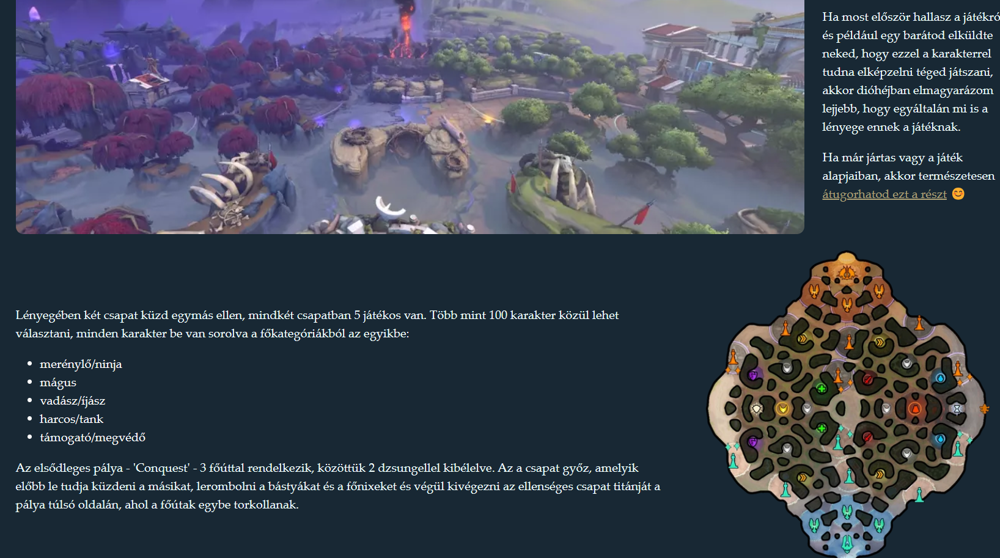 Ha most először hallasz a játékró
és például egy barátod elküldte
neked, hogy ezzel a karakterrel
tudna elképzelni téged játszani,
akkor dióhéjban elmagyarázom
lejjebb, hogy egyáltalán mi is a
lényege ennek a játéknak.
Ha már jártas vagy a játék
alapjaiban, akkor természetesen
átugorhatod ezt a részt 😊
Lényegében két csapat küzd egymás ellen, mindkét csapatban 5 játékos van. Több mint 100 karakter közül lehet
választani, minden karakter be van sorolva a főkategóriákból az egyikbe:
• merénylő/ninja
• mágus
• vadász/íjász
• harcos/tank
• támogató/megvédő
Az elsődleges pálya - 'Conquest' - 3 főúttal rendelkezik, közöttük 2 dzsungellel kibélelve. Az a csapat győz, amelyik
előbb le tudja küzdeni a másikat, lerombolni a bástyákat és a főnixeket és végül kivégezni az ellenséges csapat titánját a
pálya túlsó oldalán, ahol a főútak egybe torkollanak.